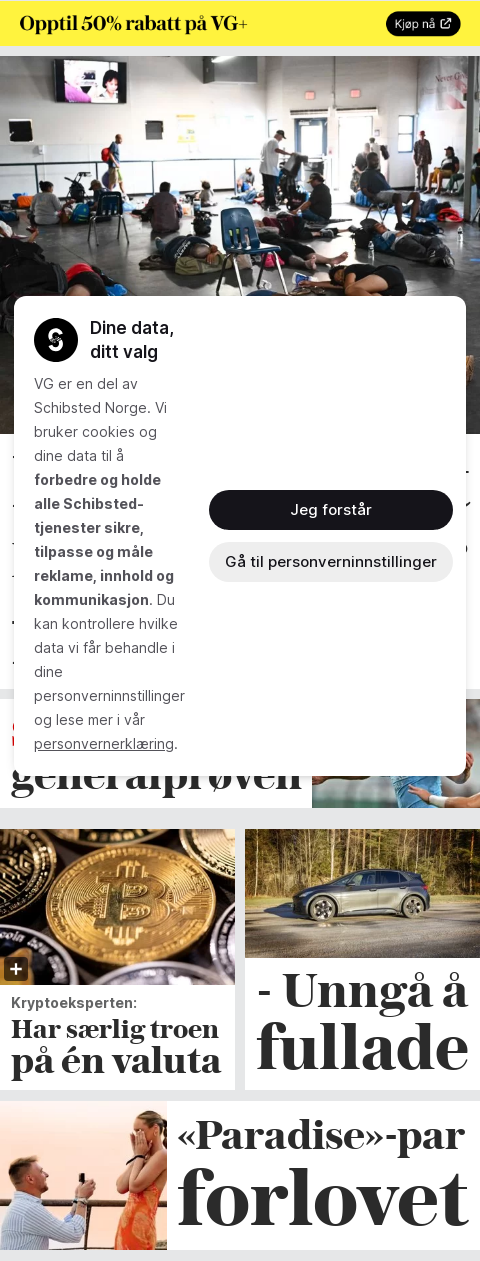 Opptil 50% rabatt på VG+
Kjøp nå
Dine data,
ditt valg
VG er en del av
Schibsted Norge. Vi
bruker cookies og
dine data til å
forbedre og holde
alle Schibsted-
tjenester sikre,
tilpasse og måle
reklame, innhold og
kommunikasjon. Du
kan kontrollere hvilke
data vi får behandle i
dine
personverninnstillinger
og lese mer i vår
personvernerklæring.
Jeg forstår
Gå til personverninnstillinger
generalprøven
Kryptoeksperten:
Har særlig troen
på én valuta
- Unngå å
fullade
«Paradise»-par
forlovet